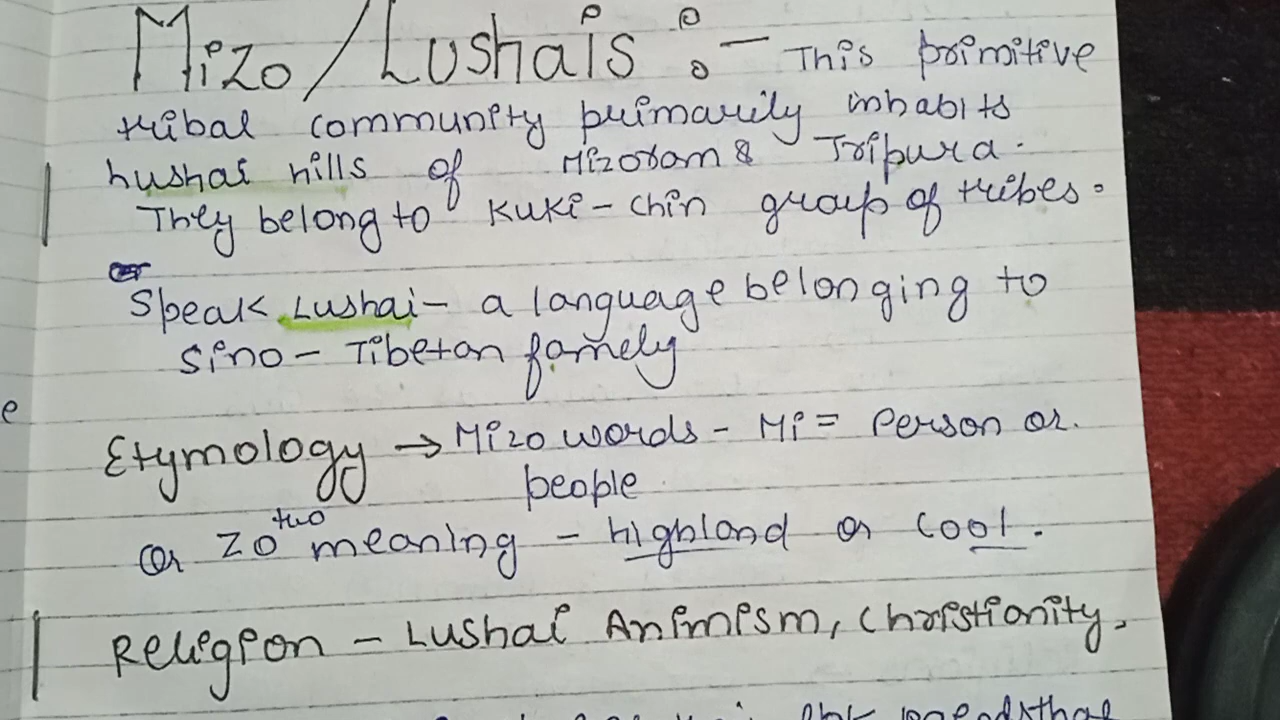 Mizo/Lushais :- This primitive
tribal community primarily inhabits
lushai hills of Mizoram & Tripura.
They belong to Kuki-Chin group of tribes.
Speak Lushai - a language belonging to
Sino-Tibetan family
Etymology → Mizo words - Mi = Person or.
people
two
or Zo meaning - highland or cool.
Religion - Lushai Animism, Christianity.
e